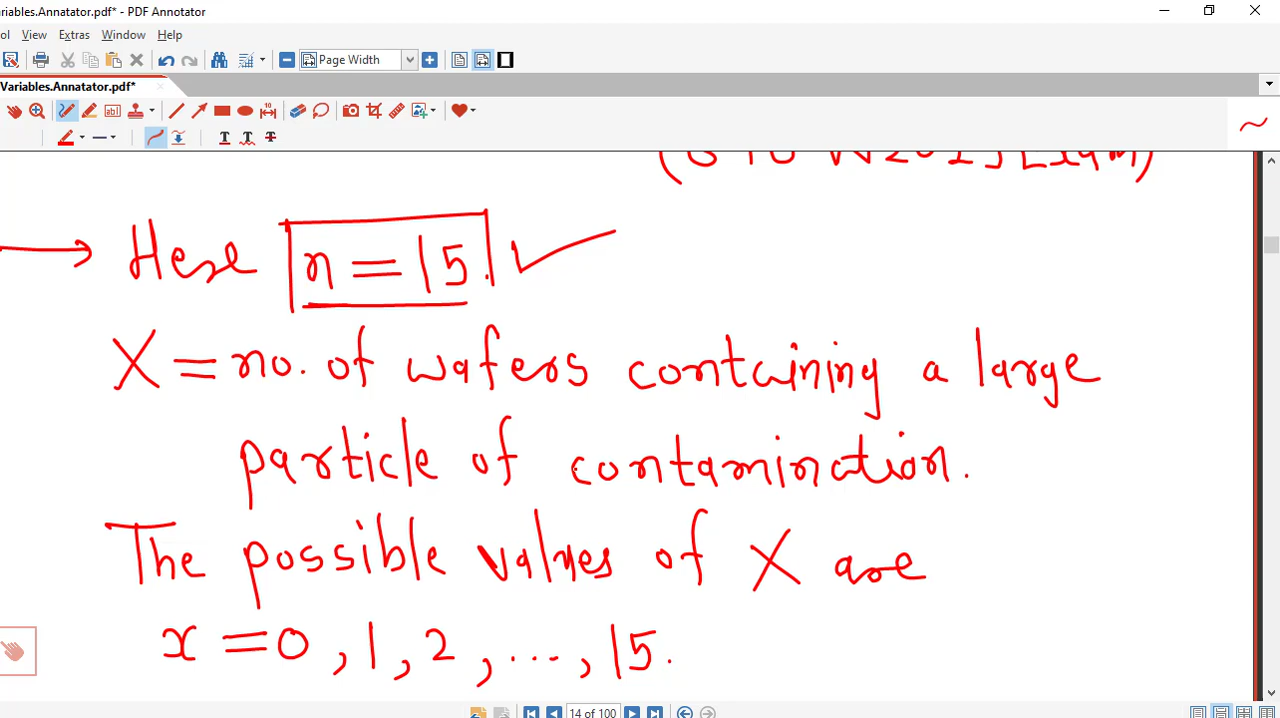 ariables.pdf* - PDF Annotator
ol View Extras Window Help
Page Width
Variables.Annatator.pdf*
Here n = 15.
X = no. of wafers containing a large
particle of contamination.
The possible values of X are
x = 0, 1, 2, ..., 15.
14 of 100